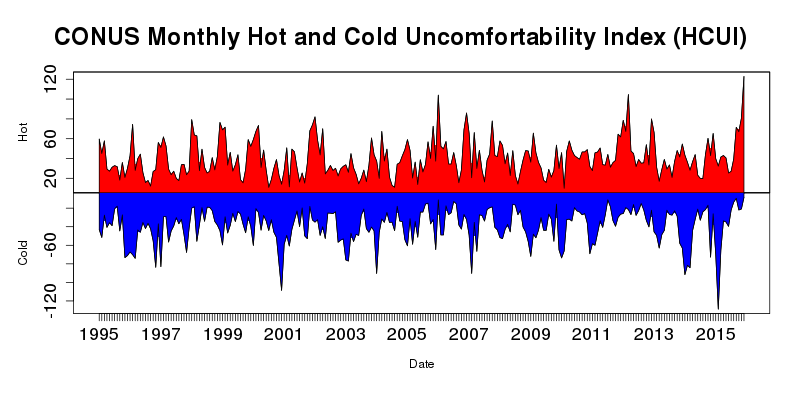 CONUS Monthly Hot and Cold Uncomfortability Index (HCUI)
Hot
120
60
20
Cold
-60
-120
1995 1997 1999 2001 2003 2005 2007 2009 2011 2013 2015
Date